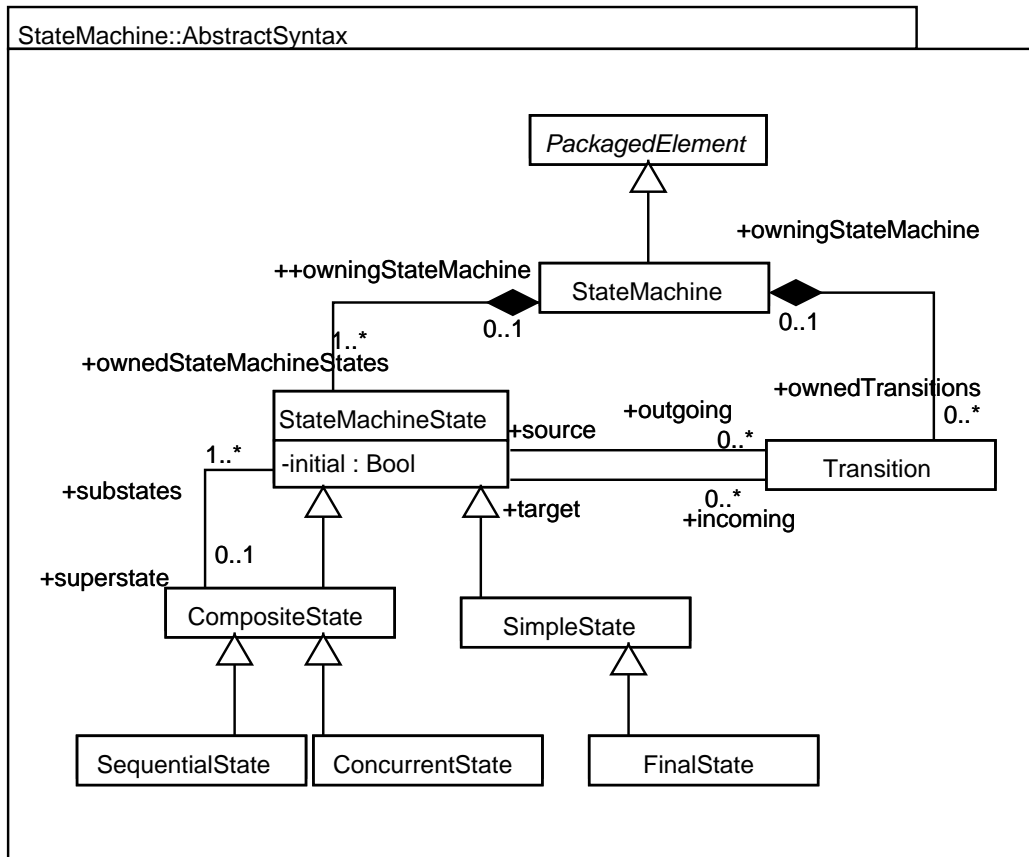 StateMachine::AbstractSyntax
PackagedElement
+owningStateMachine
++owningStateMachine
StateMachine
0..1
0..1
1..*
+ownedStateMachineStates
+ownedTransitions
0..*
StateMachineState
-initial : Bool
+source
+outgoing
0..*
Transition
1..*
+substates
+target
0..*
+incoming
0..1
+superstate
CompositeState
SimpleState
SequentialState
ConcurrentState
FinalState